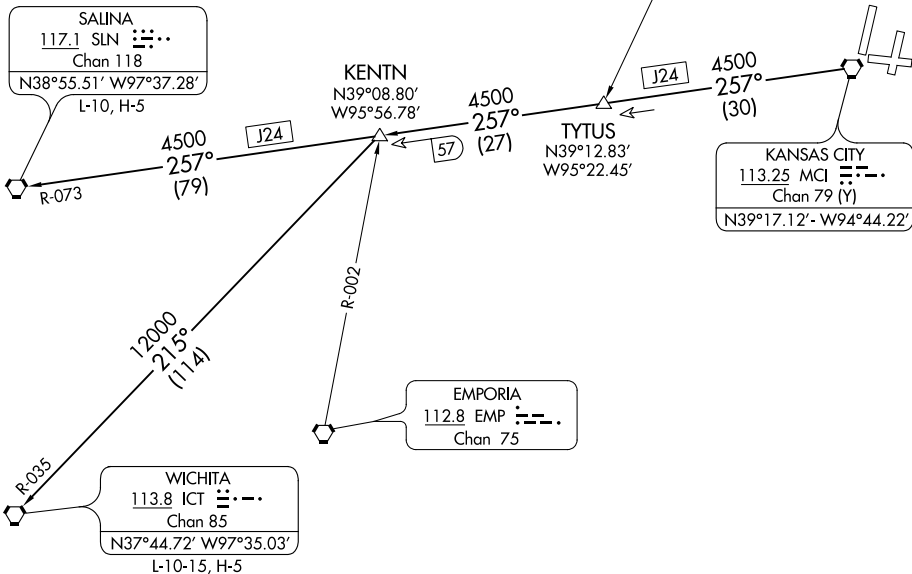 SALINA
117.1 SLN
Chan 118
N38°55.51' W97°37.28'
L-10, H-5
KENTN
N39°08.80'
W95°56.78'
4500
J24
257°
(30)
4500
257°
(27)
57
TYTUS
N39°12.83'
W95°22.45'
KANSAS CITY
113.25 MCI
Chan 79 (Y)
N39°17.12'- W94°44.22'
4500
J24
257°
(79)
R-073
R-002
12000
215°
(114)
R-035
EMPORIA
112.8 EMP
Chan 75
WICHITA
113.8 ICT
Chan 85
N37°44.72' W97°35.03'
L-10-15, H-5